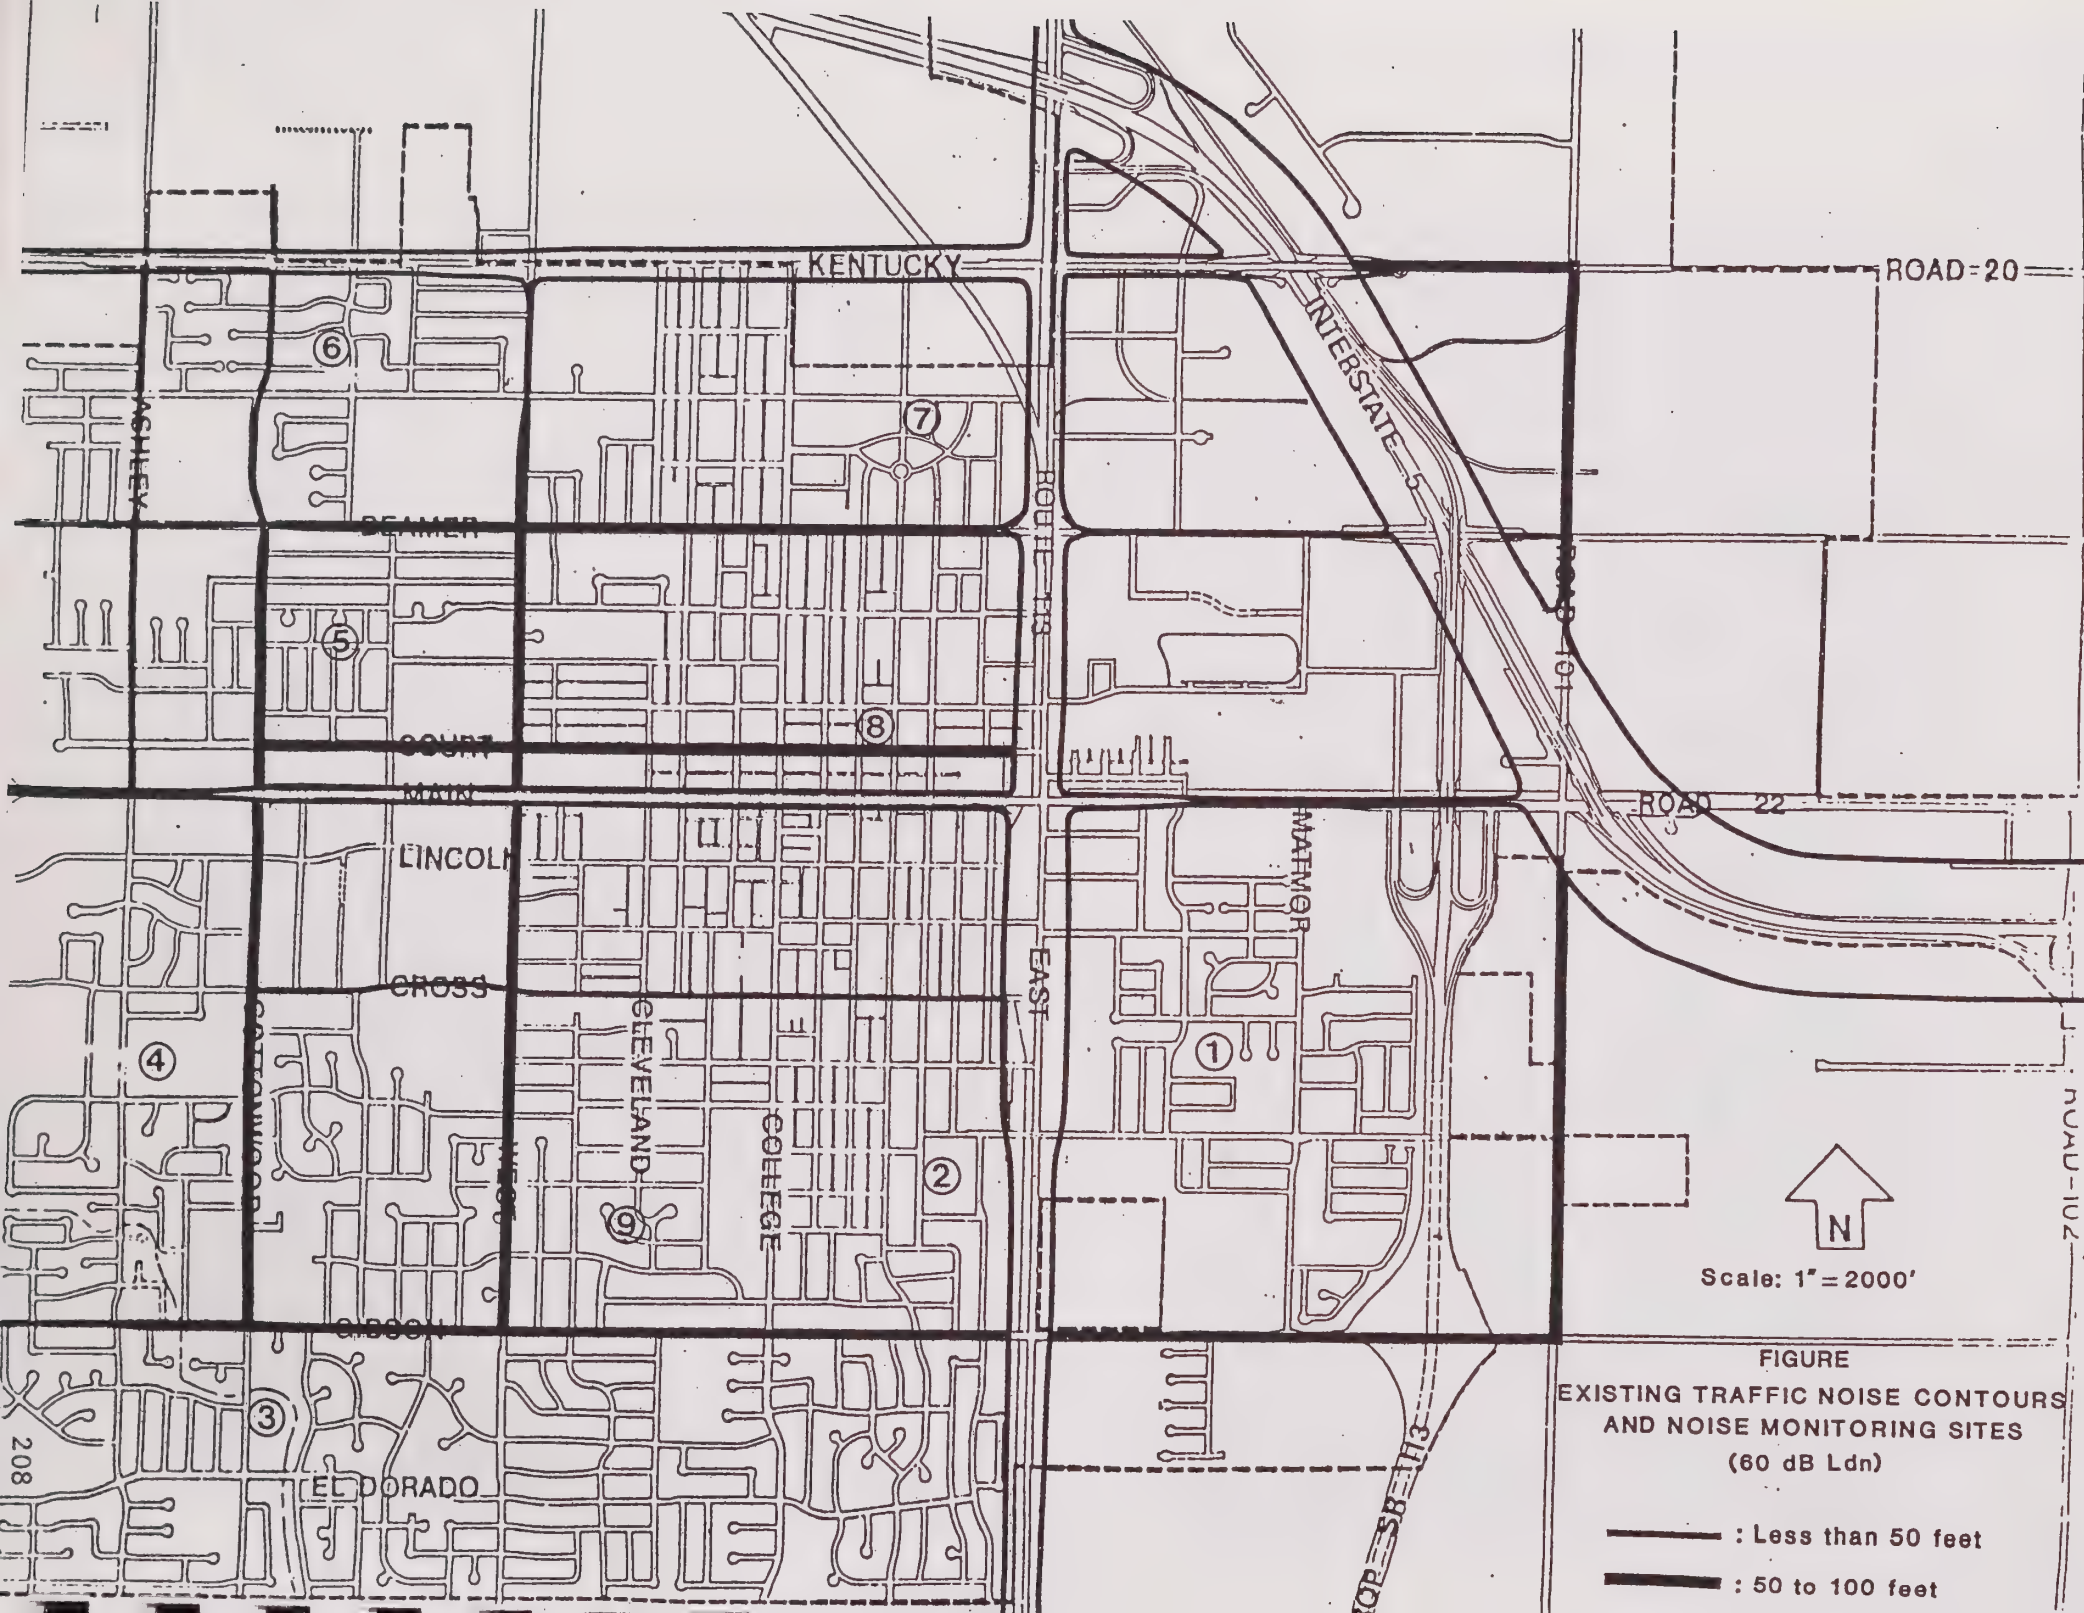 KENTUCKY
ROAD 20
INTERSTATE 5
6
7
ASHLEY
ROUTE 113
BEAMER
ROAD 101
5
8
COURT
MAIN
ROAD 22
MATMOR
LINCOLN
EAST
CROSS
CLEVELAND
COTTONWOOD
4
1
ROAD-102
COLLEGE
WEST
2
9
N
Scale: 1"=2000'
GIBSON
FIGURE
EXISTING TRAFFIC NOISE CONTOURS
AND NOISE MONITORING SITES
(60 dB Ldn)
3
208
EL DORADO
SR 113
: Less than 50 feet
: 50 to 100 feet